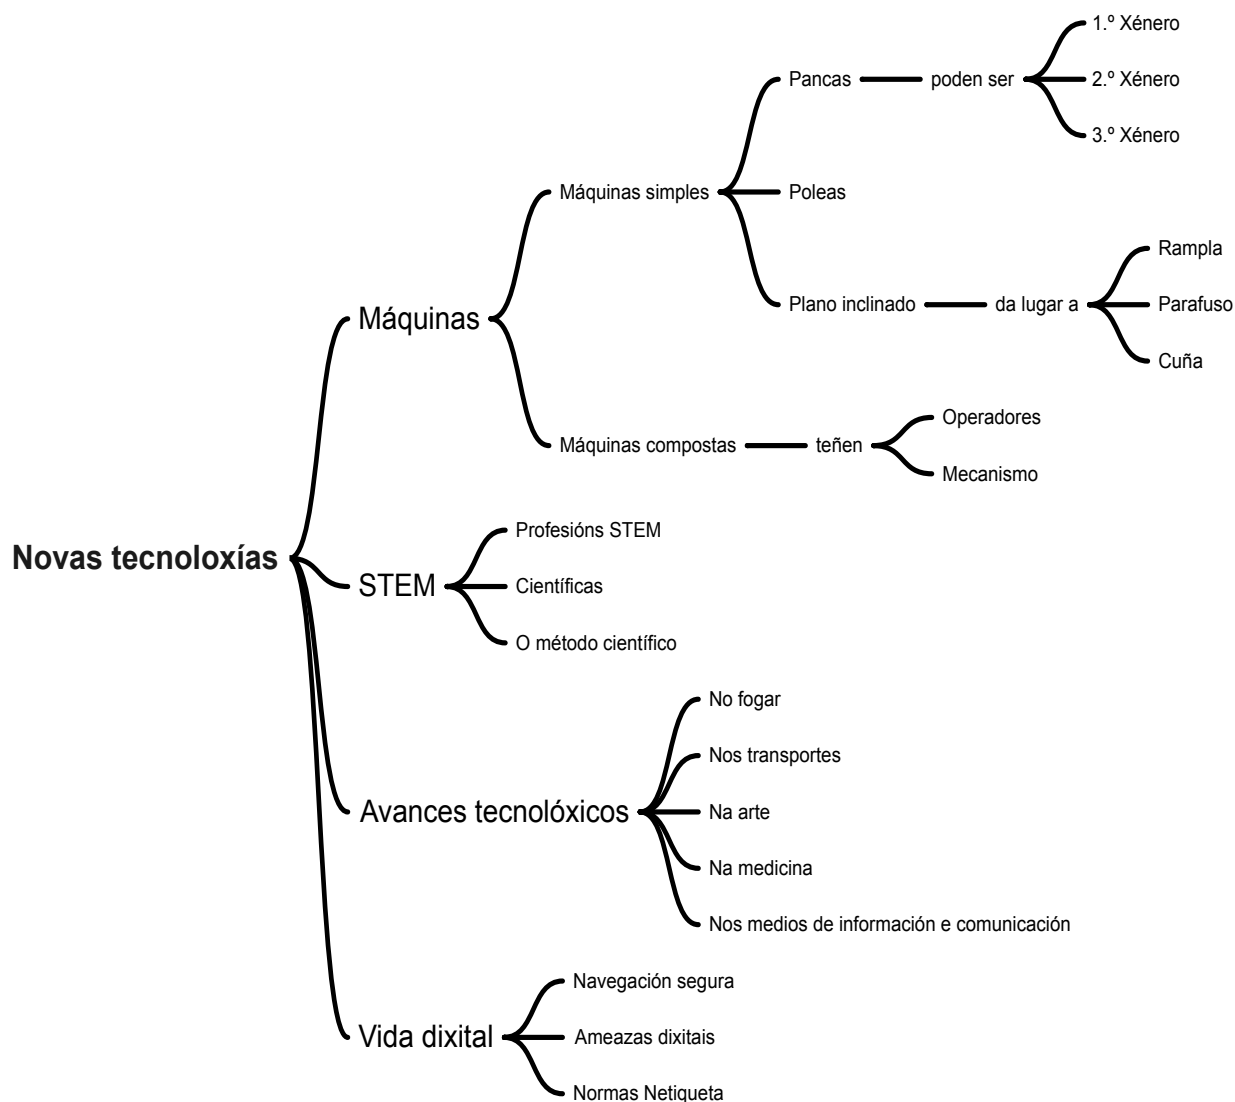 Novas tecnoloxías
Máquinas
Máquinas simples
Pancas
poden ser
1.º Xénero
2.º Xénero
3.º Xénero
Poleas
Plano inclinado
da lugar a
Rampla
Parafuso
Cuña
Máquinas compostas
teñen
Operadores
Mecanismo
STEM
Profesións STEM
Científicas
O método científico
Avances tecnolóxicos
No fogar
Nos transportes
Na arte
Na medicina
Nos medios de información e comunicación
Vida dixital
Navegación segura
Ameazas dixitais
Normas Netiqueta